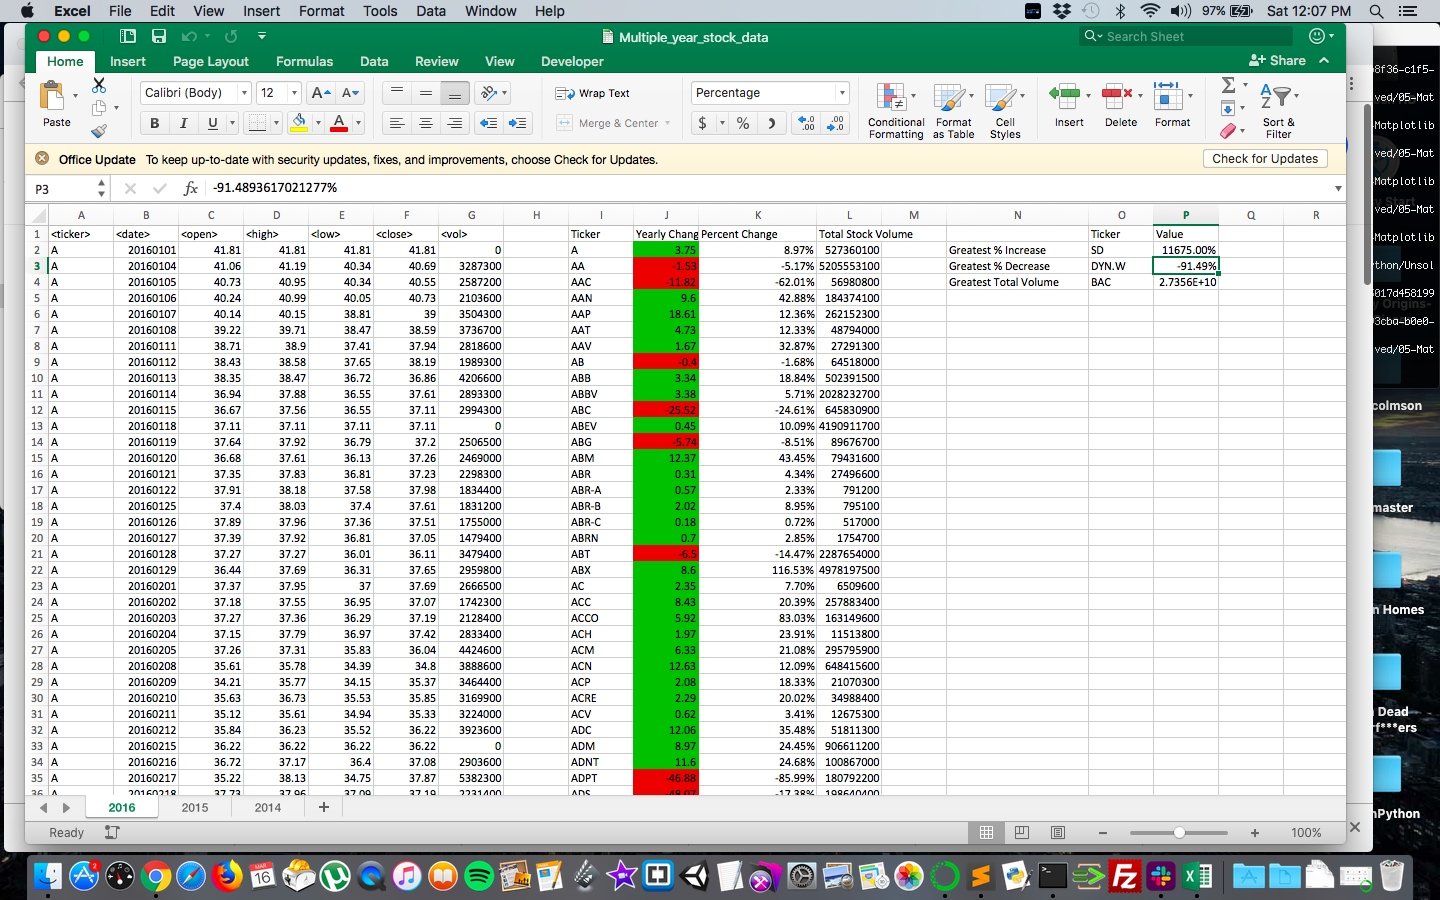 Excel File Edit View Insert Format Tools Data Window Help 97% Sat 12:07 PM
Multiple_year_stock_data Search Sheet
Home Insert Page Layout Formulas Data Review View Developer Share
Paste Calibri (Body) 12 A A Wrap Text Percentage
B I U A Merge & Center $ % Conditional Formatting Format as Table Cell Styles Insert Delete Format Sort & Filter
Office Update To keep up-to-date with security updates, fixes, and improvements, choose Check for Updates. Check for Updates
P3 fx -91.4893617021277%
A B C D E F G H I J K L M N O P Q R
1 <ticker> <date> <open> <high> <low> <close> <vol> Ticker Yearly Chang Percent Change Total Stock Volume Ticker Value
2 A 20160101 41.81 41.81 41.81 41.81 0 A 3.75 8.97% 527360100 Greatest % Increase SD 11675.00%
3 A 20160104 41.06 41.19 40.34 40.69 3287300 AA -1.53 -5.17% 5205553100 Greatest % Decrease DYN.W -91.49%
4 A 20160105 40.73 40.95 40.34 40.55 2587200 AAC -11.82 -62.01% 56980800 Greatest Total Volume BAC 2.7356E+10
5 A 20160106 40.24 40.99 40.05 40.73 2103600 AAN 9.6 42.88% 184374100
6 A 20160107 40.14 40.15 38.81 39 3504300 AAP 18.61 12.36% 262152300
7 A 20160108 39.22 39.71 38.47 38.59 3736700 AAT 4.73 12.33% 48794000
8 A 20160111 38.71 38.9 37.41 37.94 2818600 AAV 1.67 32.87% 27291300
9 A 20160112 38.43 38.58 37.65 38.19 1989300 AB -0.4 -1.68% 64518000
10 A 20160113 38.35 38.47 36.72 36.86 4206600 ABB 3.34 18.84% 502391500
11 A 20160114 36.94 37.88 36.55 37.61 2893300 ABBV 3.38 5.71% 2028232700
12 A 20160115 36.67 37.56 36.55 37.11 2994300 ABC -25.52 -24.61% 645830900
13 A 20160118 37.11 37.11 37.11 37.11 0 ABEV 0.45 10.09% 4190911700
14 A 20160119 37.64 37.92 36.79 37.2 2506500 ABG -5.74 -8.51% 89676700
15 A 20160120 36.68 37.61 36.13 37.26 2469000 ABM 12.37 43.45% 79431600
16 A 20160121 37.35 37.83 36.81 37.23 2298300 ABR 0.31 4.34% 27496600
17 A 20160122 37.91 38.18 37.58 37.98 1834400 ABR-A 0.57 2.33% 791200
18 A 20160125 37.4 38.03 37.4 37.61 1831200 ABR-B 2.02 8.95% 795100
19 A 20160126 37.89 37.96 37.36 37.51 1755000 ABR-C 0.18 0.72% 517000
20 A 20160127 37.39 37.92 36.81 37.05 1479400 ABRN 0.7 2.85% 1754700
21 A 20160128 37.27 37.27 36.01 36.11 3479400 ABT -6.5 -14.47% 2287654000
22 A 20160129 36.44 37.69 36.31 37.65 2959800 ABX 8.6 116.53% 4978197500
23 A 20160201 37.37 37.95 37 37.69 2666500 AC 2.35 7.70% 6509600
24 A 20160202 37.18 37.55 36.95 37.07 1742300 ACC 8.43 20.39% 257883400
25 A 20160203 37.27 37.36 36.29 37.19 2128400 ACCO 5.92 83.03% 163149600
26 A 20160204 37.15 37.79 36.97 37.42 2833400 ACH 1.97 23.91% 11513800
27 A 20160205 37.26 37.31 35.83 36.04 4424600 ACM 6.33 21.08% 295795900
28 A 20160208 35.61 35.78 34.39 34.8 3888600 ACN 12.63 12.09% 648415600
29 A 20160209 34.21 35.77 34.15 35.37 3464400 ACP 2.08 18.33% 21070300
30 A 20160210 35.63 36.73 35.53 35.85 3169900 ACRE 2.29 20.02% 34988400
31 A 20160211 35.12 35.61 34.94 35.33 3224000 ACV 0.62 3.41% 12675300
32 A 20160212 35.84 36.23 35.52 36.22 3923600 ADC 12.06 35.48% 51811300
33 A 20160215 36.22 36.22 36.22 36.22 0 ADM 8.97 24.45% 906611200
34 A 20160216 36.72 37.17 36.4 37.08 2903600 ADNT 11.6 24.68% 100867000
35 A 20160217 35.22 38.13 34.75 37.87 5382300 ADPT -46.88 -85.99% 180792200
2016 2015 2014 +
Ready 100%
8f36-c1f5-
ved/05-Mat
Matplotlib
ved/05-Mat
Matplotlib
ved/05-Mat
Matplotlib
thon/Unsol
5017d458199
3cba-b0e0-
ved/05-Mat
colmson
master
n Homes
Dead
rf***ers
nPython
MAR 16
2